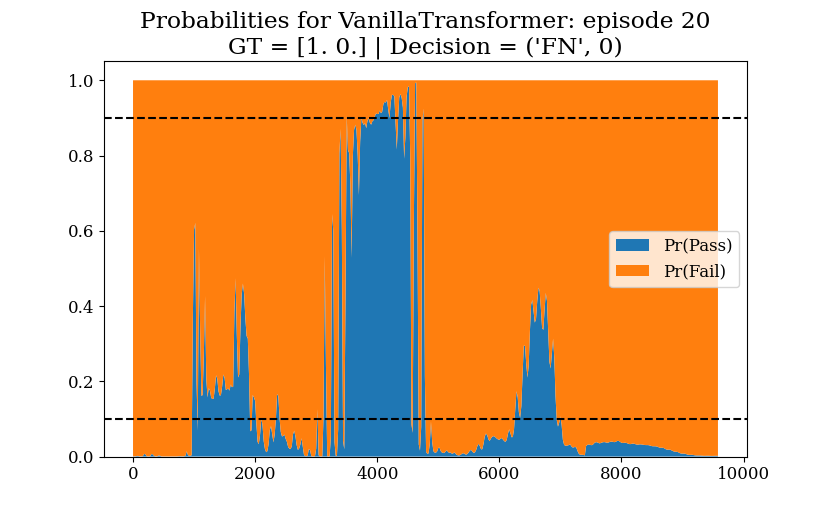 Probabilities for VanillaTransformer: episode 20
GT = [1. 0.] | Decision = ('FN', 0)
1.0
0.8
0.6
0.4
0.2
0.0
Pr(Pass)
Pr(Fail)
0 2000 4000 6000 8000 10000